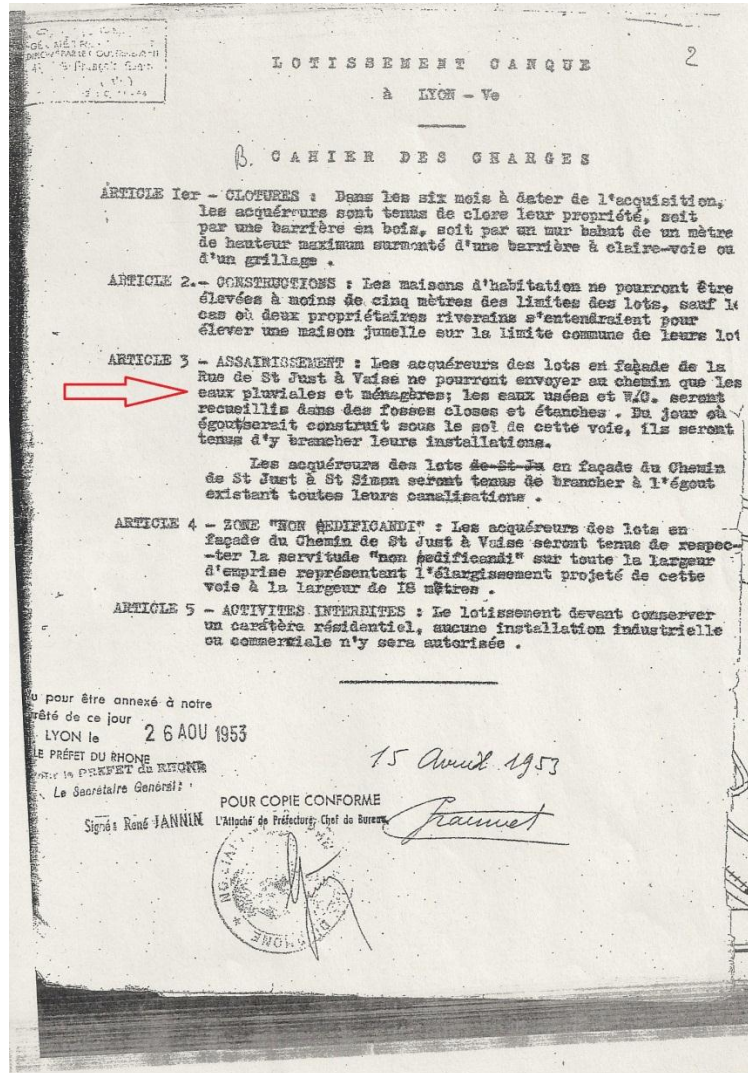 2
LOTISSEMENT CANQUE
à LYON - Ve
B. CAHIER DES CHARGES
ARTICLE Ier - CLOTURES : Dans les six mois à dater de l'acquisition,
les acquéreurs sont tenus de clore leur propriété, soit
par une barrière en bois, soit par un mur bahut de un mètre
de hauteur maximum surmonté d'une barrière à claire-voie ou
d'un grillage .
ARTICLE 2.- CONSTRUCTIONS : Les maisons d'habitation ne pourront être
élevées à moins de cinq mètres des limites des lots, sauf le
cas où deux propriétaires riverains s'entendraient pour
élever une maison jumelle sur la limite commune de leurs lot
ARTICLE 3 - ASSAINISSEMENT : Les acquéreurs des lots en façade de la
Rue de St Just à Vaise ne pourront envoyer au chemin que les
eaux pluviales et ménagères; les eaux usées et W.C. seront
recueillis dans des fosses closes et étanches . Du jour où
égout serait construit sous le sol de cette voie, ils seront
tenus d'y brancher leurs installations.
Les acquéreurs des lots de St Ju en façade du Chemin
de St Just à St Simon seront tenus de brancher à l'égout
existant toutes leurs canalisations .
ARTICLE 4 - ZONE "NON OEDIFICANDI" : Les acquéreurs des lots en
façade du Chemin de St Just à Vaise seront tenus de respec-
-ter la servitude "non oedificandi" sur toute la largeur
d'emprise représentant l'élargissement projeté de cette
voie à la largeur de 18 mètres .
ARTICLE 5 - ACTIVITES INTERDITES : Le lotissement devant conserver
un caratère résidentiel, aucune installation industrielle
ou commerciale n'y sera autorisée .
u pour être annexé à notre
rêté de ce jour
LYON le 26 AOU 1953
LE PRÉFET DU RHONE
Pour le PREFET du RHONE
Le Secrétaire Général:
Signé: René JANNIN
15 Avril 1953
POUR COPIE CONFORME
L'Attaché de Préfecture, Chef de Bureau